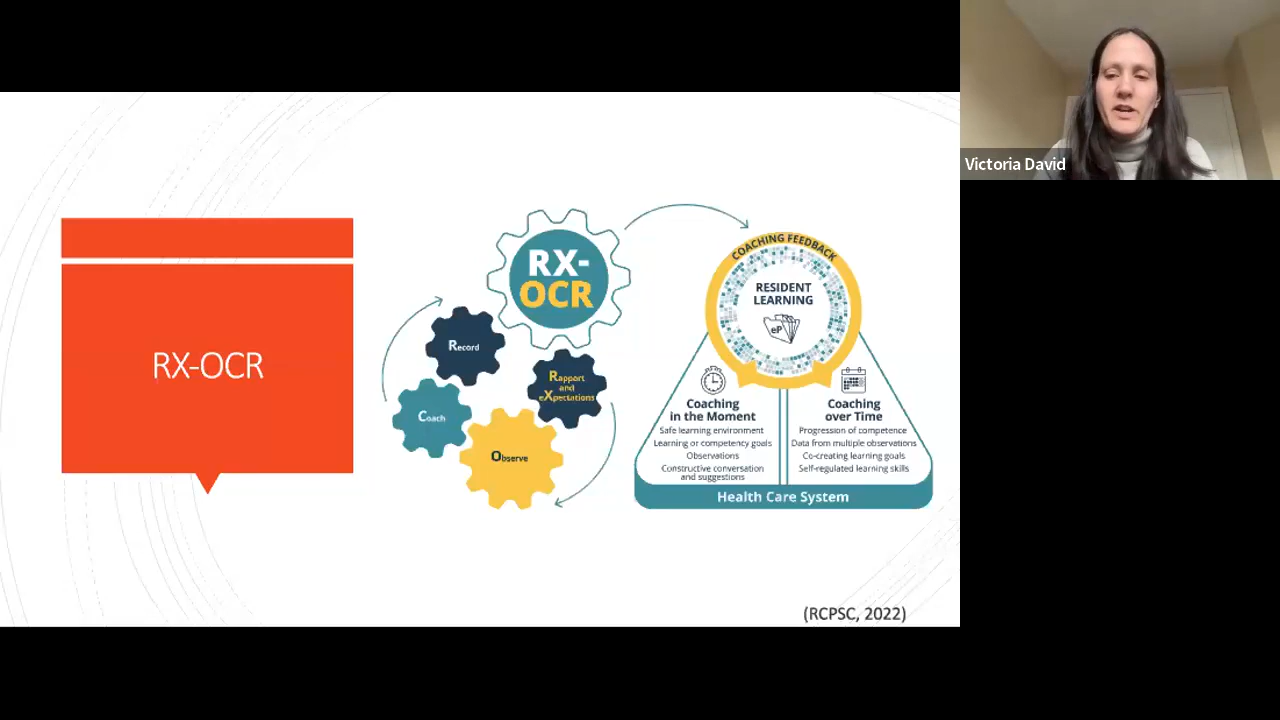 Victoria David
RX-OCR
RX-
OCR
Record
Rapport
and
eXpectations
Coach
Observe
COACHING FEEDBACK
RESIDENT
LEARNING
eP
Coaching
in the Moment
Safe learning environment
Learning or competency goals
Observations
Constructive conversation
and suggestions
Coaching
over Time
Progression of competence
Data from multiple observations
Co-creating learning goals
Self-regulated learning skills
Health Care System
(RCPSC, 2022)